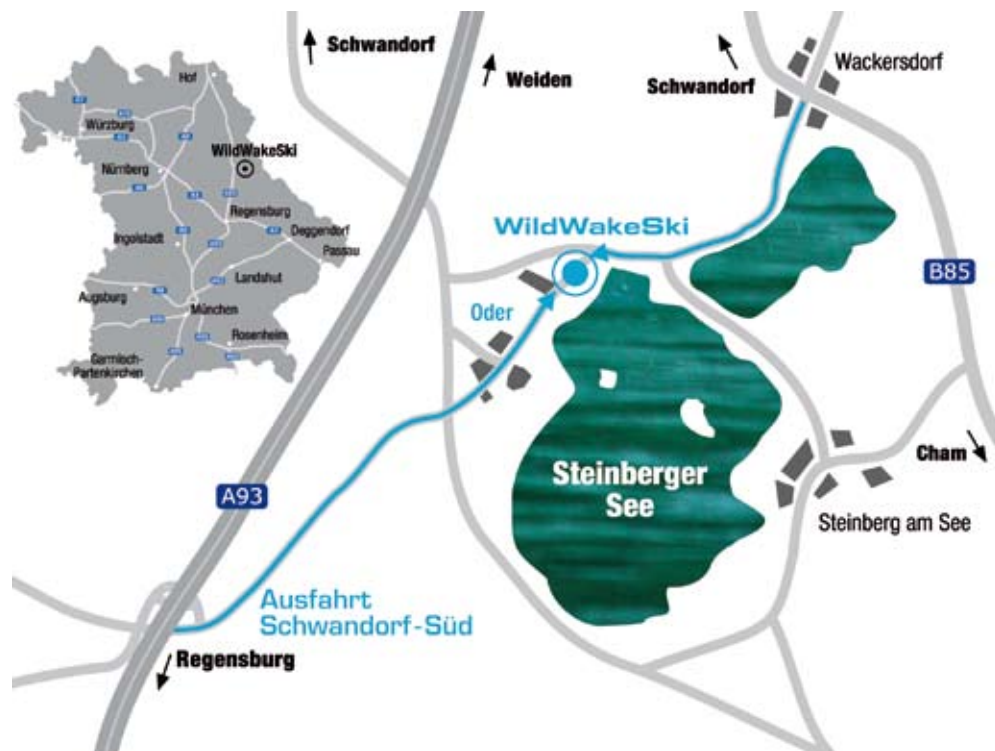 Schwandorf
Weiden
Schwandorf
Wackersdorf
Hof
Würzburg
Nürnberg
WildWakeSki
Regensburg
Deggendorf
Passau
Ingolstadt
Landshut
Augsburg
München
Rosenheim
Garmisch-
Partenkirchen
WildWakeSki
B85
Oder
Steinberger
See
Cham
Steinberg am See
A93
Ausfahrt
Schwandorf-Süd
Regensburg